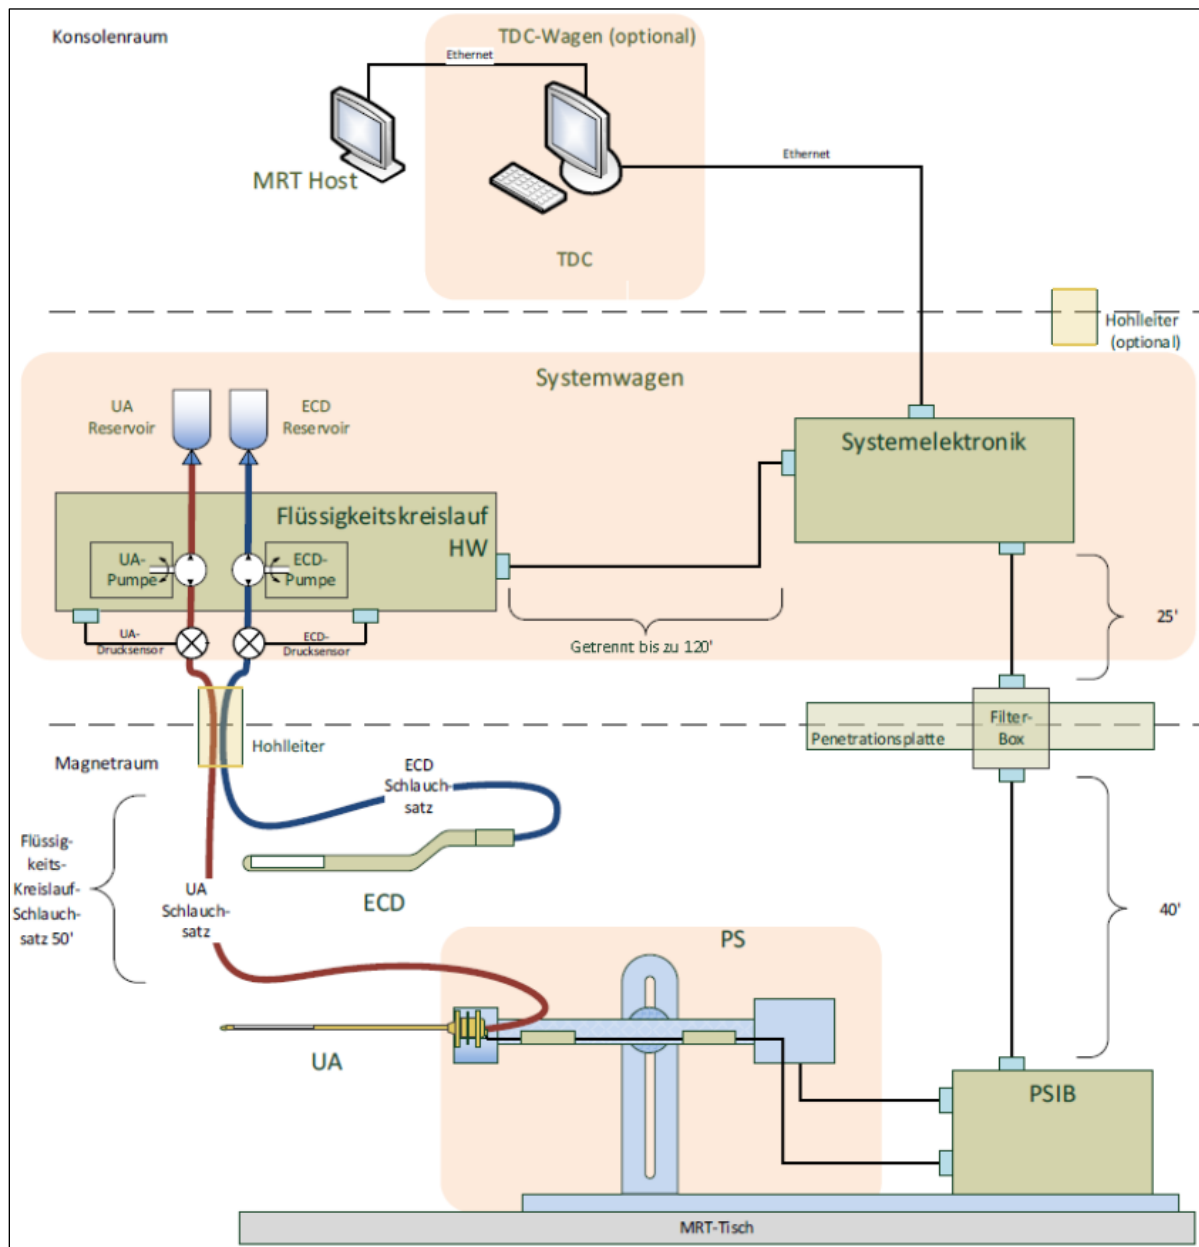 Konsolenraum
TDC-Wagen (optional)
Ethernet
MRT Host
Ethernet
TDC
Hohlleiter
(optional)
Systemwagen
UA
Reservoir
ECD
Reservoir
Systemelektronik
Flüssigkeitskreislauf
HW
UA-
Pumpe
ECD-
Pumpe
UA-
Drucksensor
ECD-
Drucksensor
Getrennt bis zu 120'
25'
Filter-
Box
Penetrationsplatte
Hohlleiter
Magnetraum
ECD
Schlauch-
satz
Flüssig-
keits-
Kreislauf-
Schlauch-
satz 50'
UA
Schlauch-
satz
ECD
40'
PS
UA
PSIB
MRT-Tisch